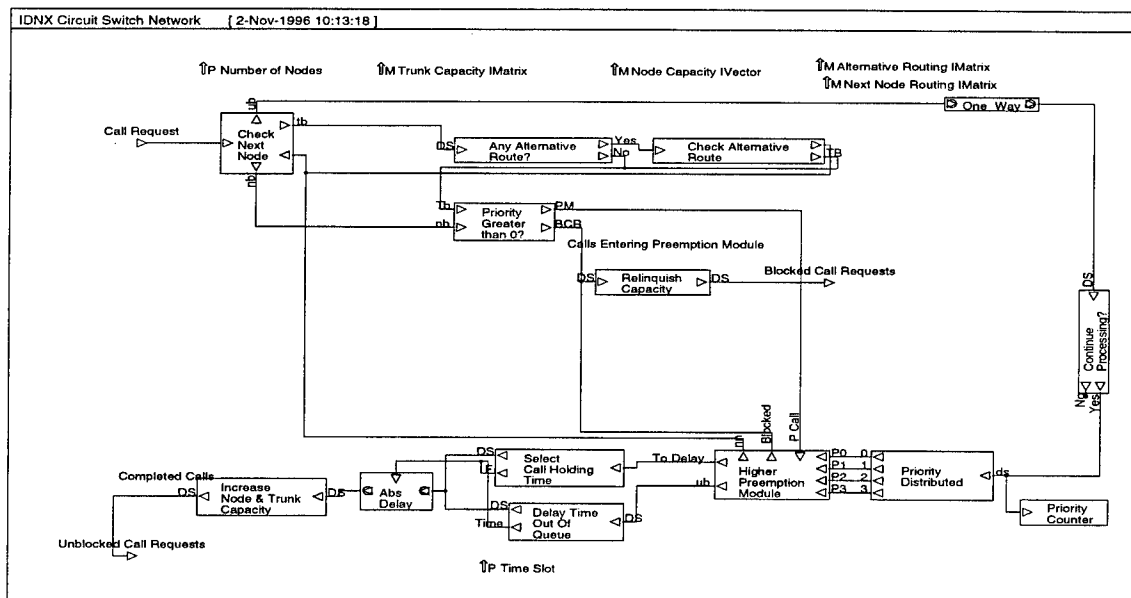 IDNX Circuit Switch Network [ 2-Nov-1996 10:13:18 ]
⇑P Number of Nodes
⇑M Trunk Capacity IMatrix
⇑M Node Capacity IVector
⇑M Alternative Routing IMatrix
⇑M Next Node Routing IMatrix
ub
One Way
Call Request
tb
Check
Next
Node
nb
DS
Any Alternative
Route?
Yes
No
Check Alternative
Route
TB
Tb
nb
Priority
Greater
than 0?
PM
BCR
Calls Entering Preemption Module
DS
Relinquish
Capacity
DS
Blocked Call Requests
DS
Continue
Processing?
No
Yes
nn
Blocked
P Call
Completed Calls
DS
Increase
Node & Trunk
Capacity
DS
Abs
Delay
DS
Select
Call Holding
Time
To Delay
ub
Higher
Preemption
Module
P0 0
P1 1
P2 2
P3 3
Priority
Distributed
ds
DS
Time
Delay Time
Out Of
Queue
DS
Priority
Counter
Unblocked Call Requests
⇑P Time Slot